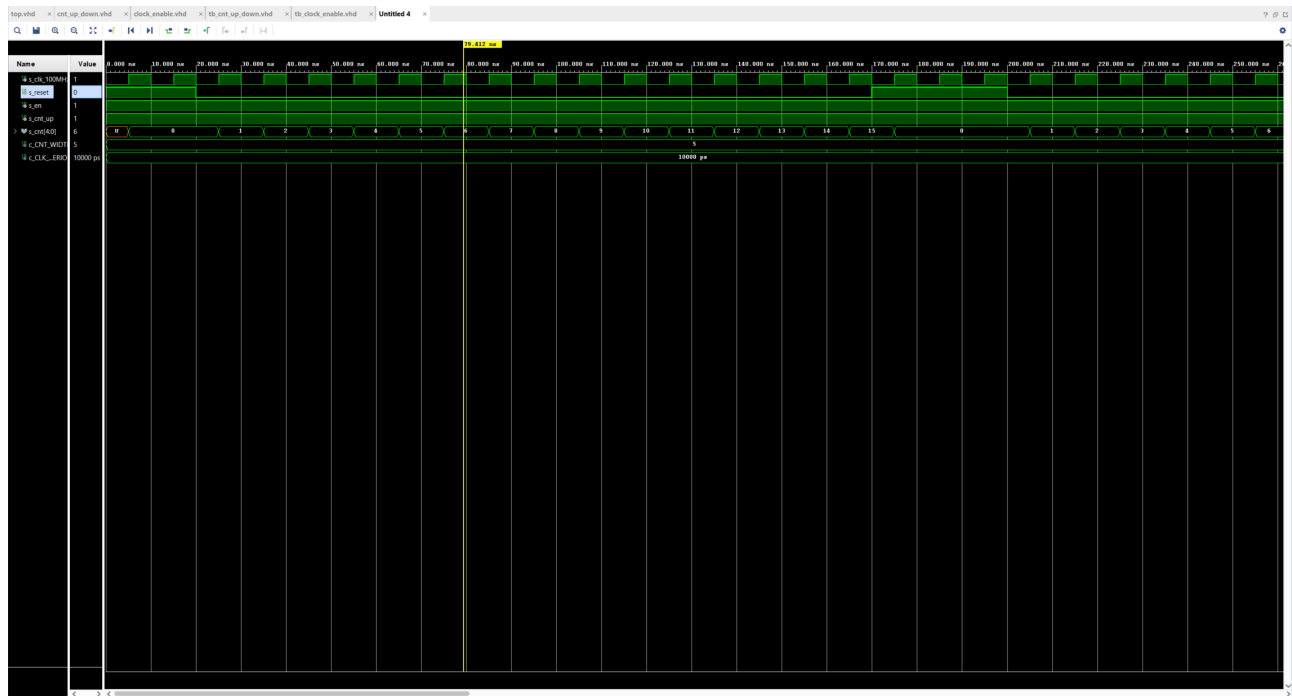 top.vhd × cnt_up_down.vhd × clock_enable.vhd × tb_cnt_up_down.vhd × tb_clock_enable.vhd × Untitled 4 ×
79.412 ns
Name Value 0.000 ns 10.000 ns 20.000 ns 30.000 ns 40.000 ns 50.000 ns 60.000 ns 70.000 ns 80.000 ns 90.000 ns 100.000 ns 110.000 ns 120.000 ns 130.000 ns 140.000 ns 150.000 ns 160.000 ns 170.000 ns 180.000 ns 190.000 ns 200.000 ns 210.000 ns 220.000 ns 230.000 ns 240.000 ns 250.000 ns 26
s_clk_100MH 1
s_reset 0
s_en 1
s_cnt_up 1
s_cnt[4:0] 6 U 0 1 2 3 4 5 6 7 8 9 10 11 12 13 14 15 0 1 2 3 4 5 6
c_CNT_WIDT 5 5
c_CLK_...ERIO 10000 ps 10000 ps